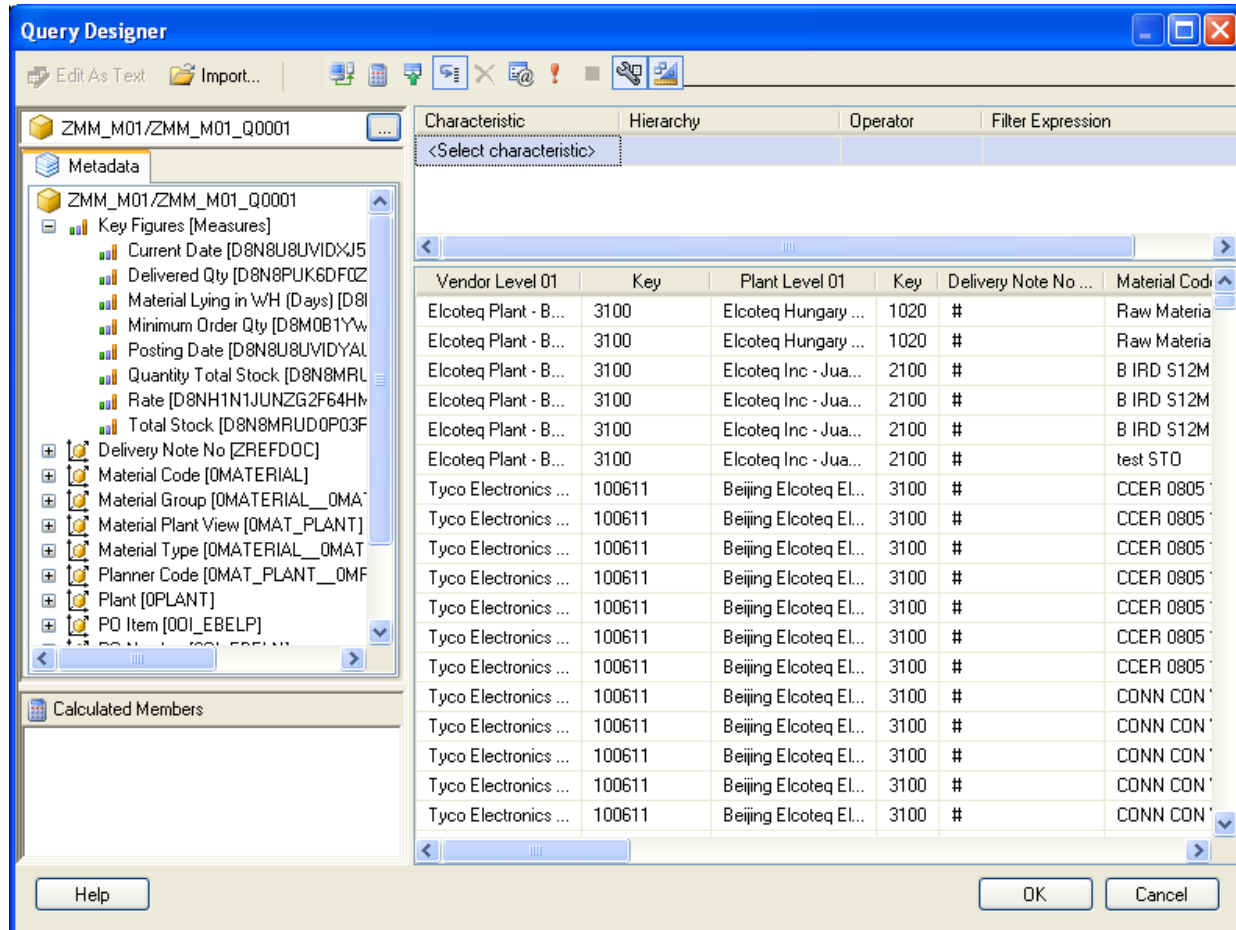 Query Designer
Edit As Text Import...
ZMM_M01/ZMM_M01_Q0001 ...
Metadata
ZMM_M01/ZMM_M01_Q0001
Key Figures [Measures]
Current Date [D8N8U8UVIDXJ5
Delivered Qty [D8N8PUK6DF0Z
Material Lying in WH (Days) [D8
Minimum Order Qty [D8M0B1YW
Posting Date [D8N8U8UVIDYAU
Quantity Total Stock [D8N8MRU
Rate [D8NH1N1JUNZG2F64HM
Total Stock [D8N8MRUD0P03F
Delivery Note No [ZREFDOC]
Material Code [0MATERIAL]
Material Group [0MATERIAL__0MAT
Material Plant View [0MAT_PLANT]
Material Type [0MATERIAL__0MAT
Planner Code [0MAT_PLANT__0MF
Plant [0PLANT]
PO Item [0OI_EBELP]
Calculated Members
Characteristic Hierarchy Operator Filter Expression
<Select characteristic>
Vendor Level 01 Key Plant Level 01 Key Delivery Note No ... Material Code
Elcoteq Plant - B... 3100 Elcoteq Hungary ... 1020 # Raw Materia
Elcoteq Plant - B... 3100 Elcoteq Hungary ... 1020 # Raw Materia
Elcoteq Plant - B... 3100 Elcoteq Inc - Jua... 2100 # B IRD S12M
Elcoteq Plant - B... 3100 Elcoteq Inc - Jua... 2100 # B IRD S12M
Elcoteq Plant - B... 3100 Elcoteq Inc - Jua... 2100 # B IRD S12M
Elcoteq Plant - B... 3100 Elcoteq Inc - Jua... 2100 # test STO
Tyco Electronics ... 100611 Beijing Elcoteq El... 3100 # CCER 0805
Tyco Electronics ... 100611 Beijing Elcoteq El... 3100 # CCER 0805
Tyco Electronics ... 100611 Beijing Elcoteq El... 3100 # CCER 0805
Tyco Electronics ... 100611 Beijing Elcoteq El... 3100 # CCER 0805
Tyco Electronics ... 100611 Beijing Elcoteq El... 3100 # CCER 0805
Tyco Electronics ... 100611 Beijing Elcoteq El... 3100 # CCER 0805
Tyco Electronics ... 100611 Beijing Elcoteq El... 3100 # CCER 0805
Tyco Electronics ... 100611 Beijing Elcoteq El... 3100 # CONN CON
Tyco Electronics ... 100611 Beijing Elcoteq El... 3100 # CONN CON
Tyco Electronics ... 100611 Beijing Elcoteq El... 3100 # CONN CON
Tyco Electronics ... 100611 Beijing Elcoteq El... 3100 # CONN CON
Tyco Electronics ... 100611 Beijing Elcoteq El... 3100 # CONN CON
Help OK Cancel